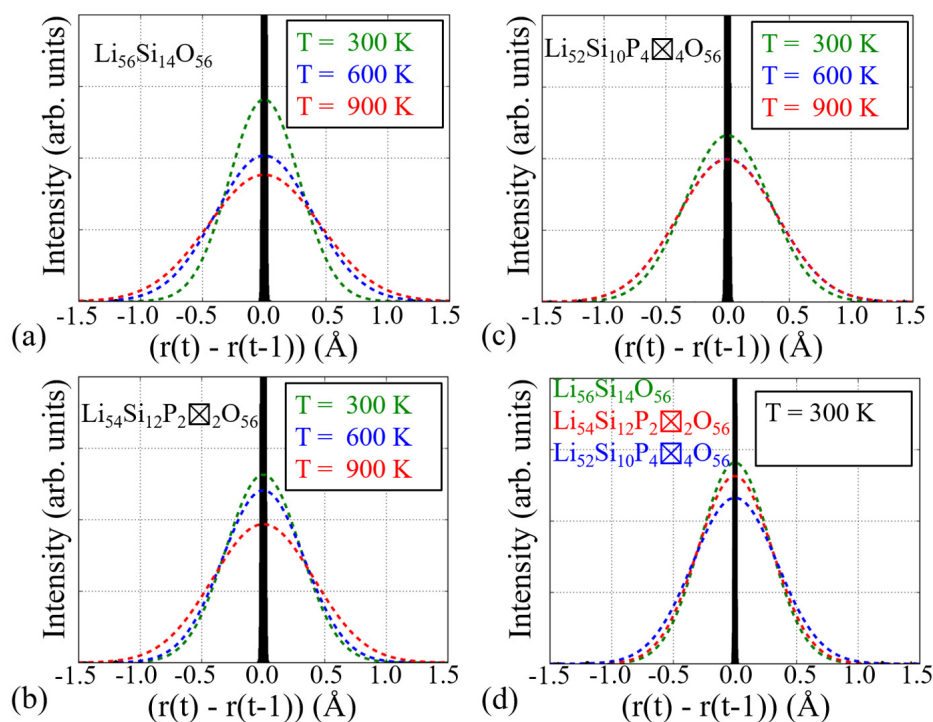 Intensity (arb. units)
Li₅₆Si₁₄O₅₆
T = 300 K
T = 600 K
T = 900 K
-1.5 -1.0 -0.5 0.0 0.5 1.0 1.5
(a) (r(t) - r(t-1)) (Å)
Intensity (arb. units)
Li₅₄Si₁₂P₂☒₂O₅₆
T = 300 K
T = 600 K
T = 900 K
-1.5 -1.0 -0.5 0.0 0.5 1.0 1.5
(b) (r(t) - r(t-1)) (Å)
Intensity (arb. units)
Li₅₂Si₁₀P₄☒₄O₅₆
T = 300 K
T = 600 K
T = 900 K
-1.5 -1.0 -0.5 0.0 0.5 1.0 1.5
(c) (r(t) - r(t-1)) (Å)
Intensity (arb. units)
Li₅₆Si₁₄O₅₆
Li₅₄Si₁₂P₂☒₂O₅₆
Li₅₂Si₁₀P₄☒₄O₅₆
T = 300 K
-1.5 -1.0 -0.5 0.0 0.5 1.0 1.5
(d) (r(t) - r(t-1)) (Å)